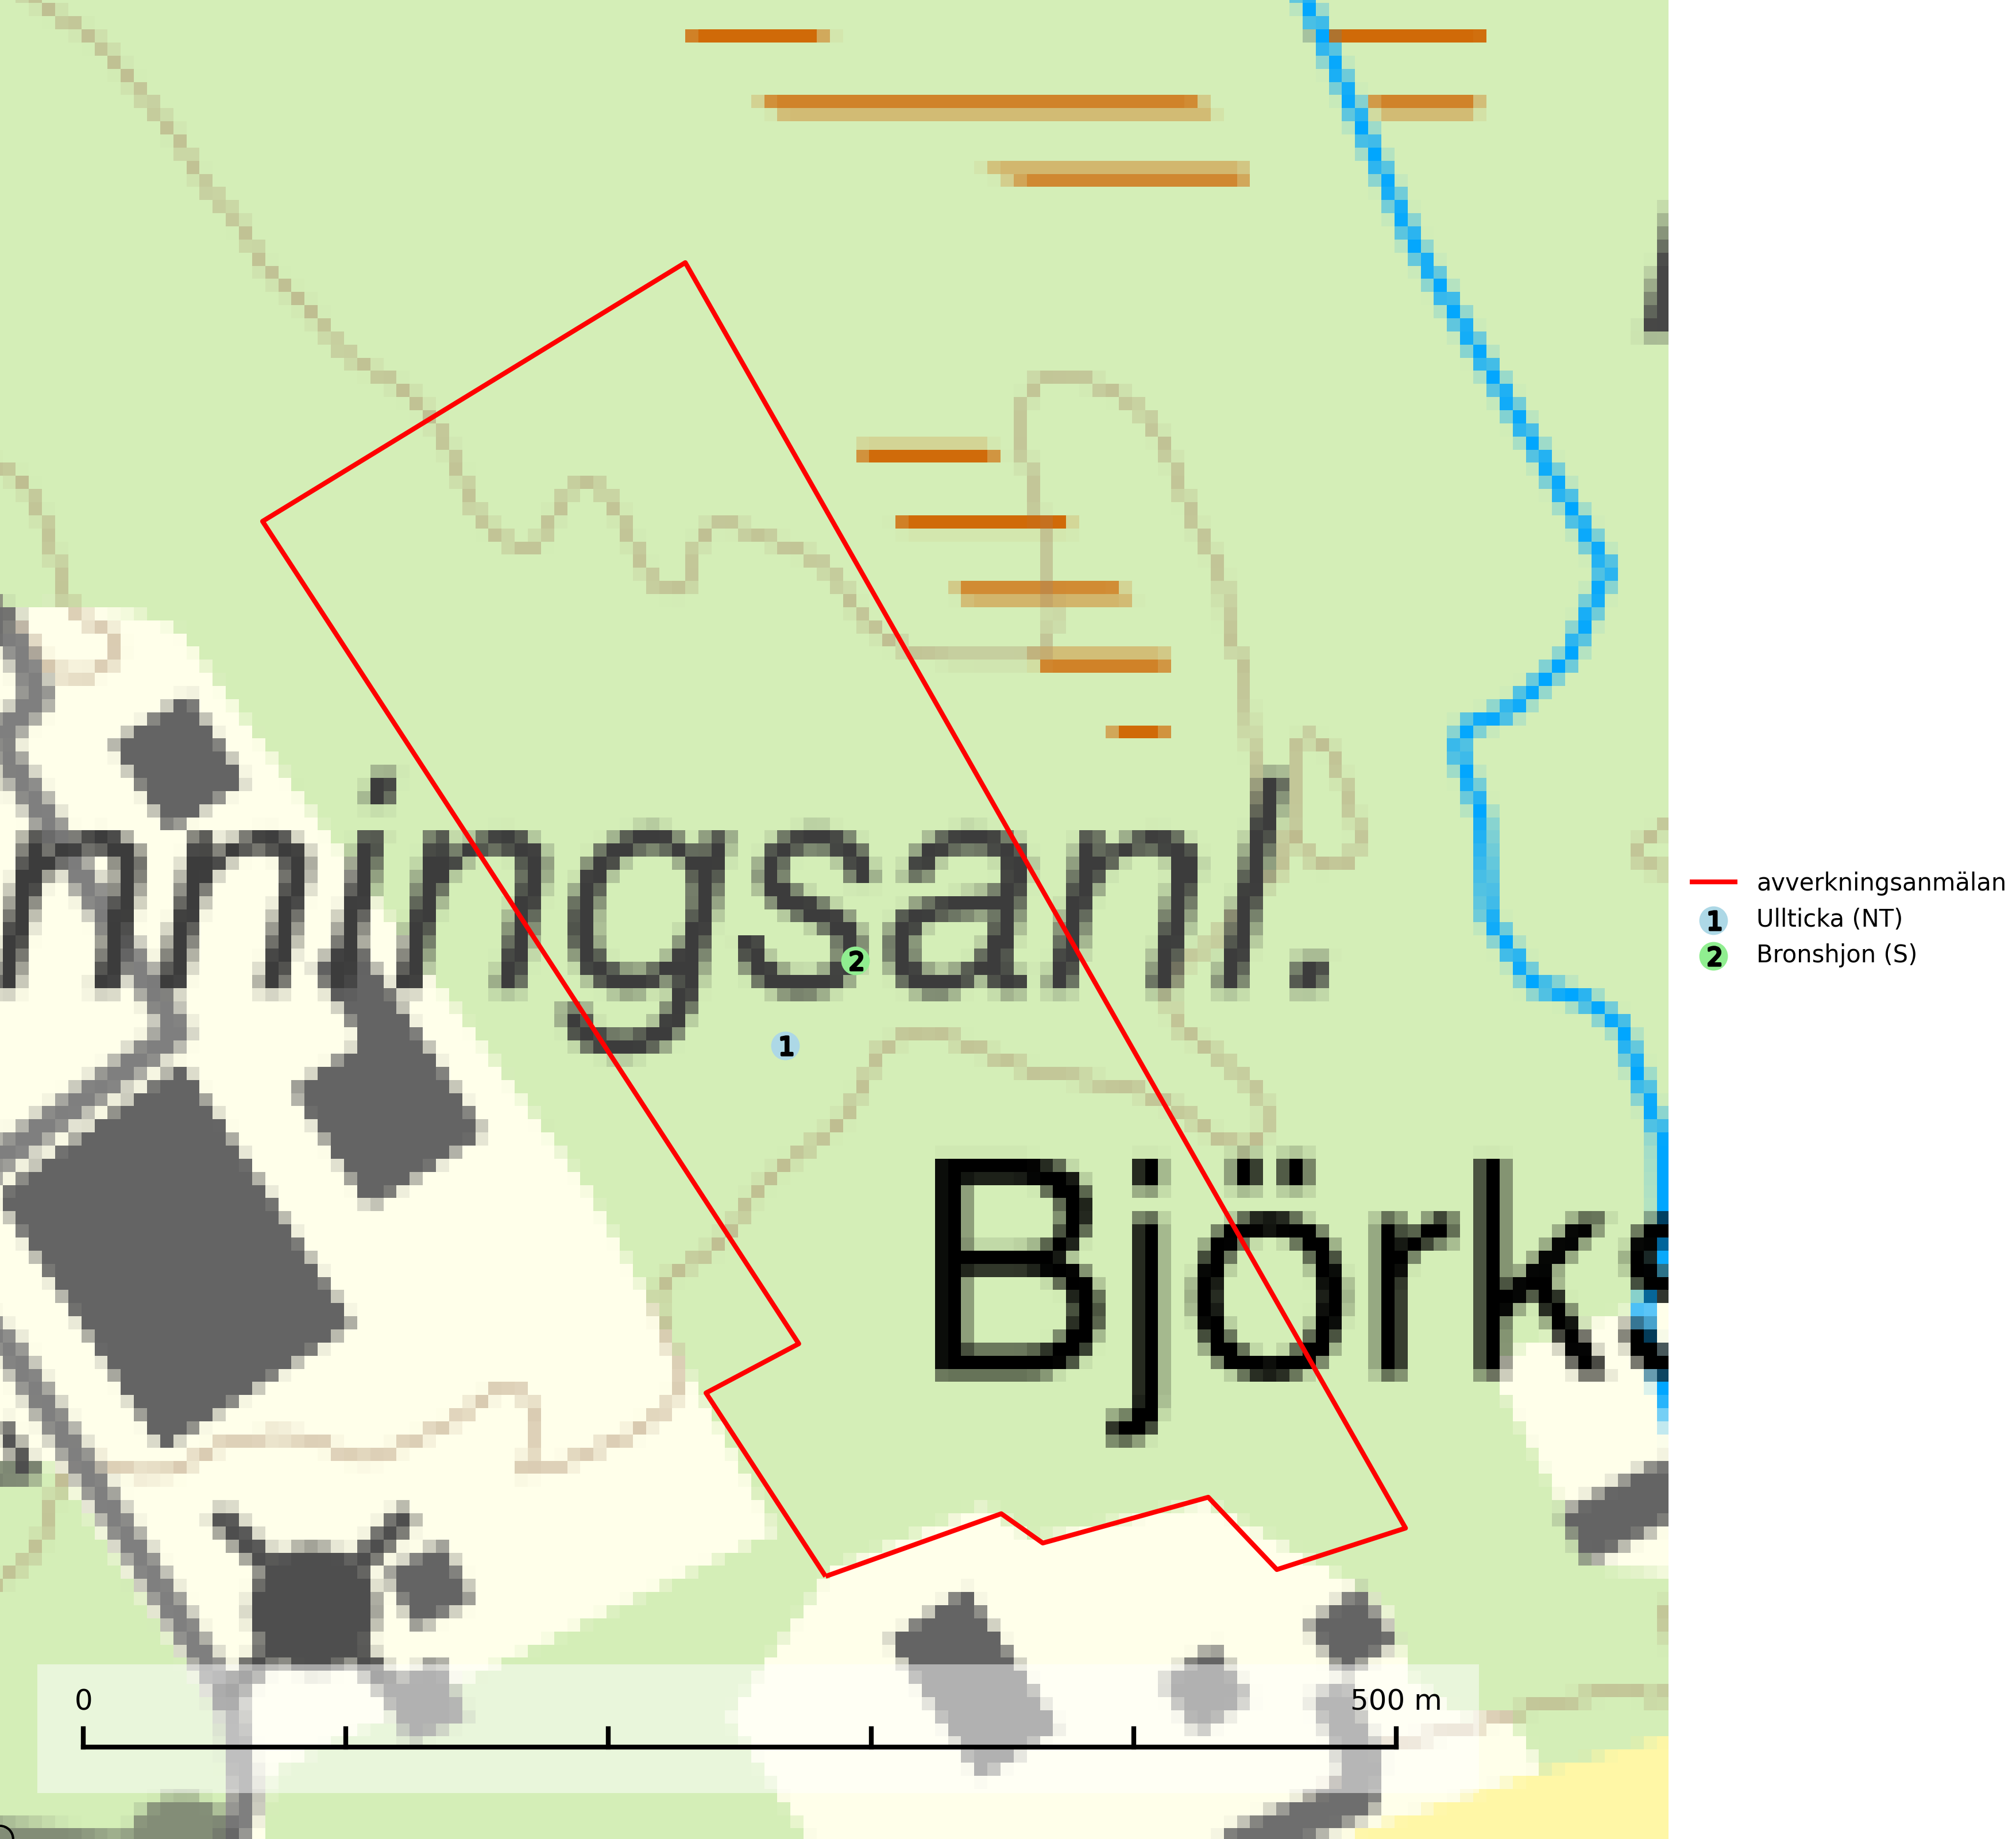 nningsanl.
Björks
avverkningsanmälan
1 Ullticka (NT)
2 Bronshjon (S)
2
1
0 500 m